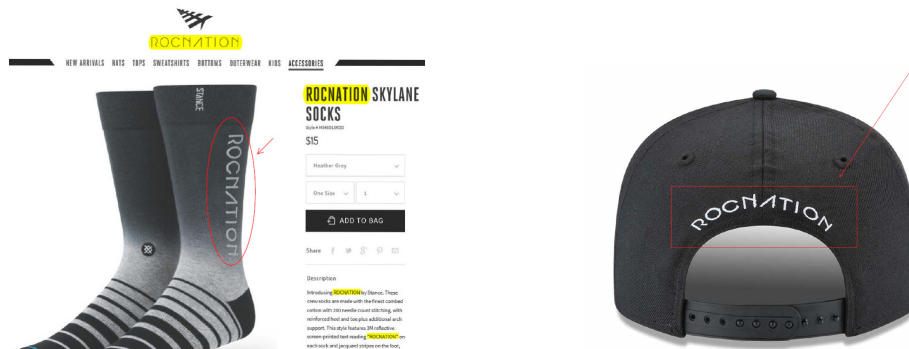 ROCNATION
NEW ARRIVALS HATS TOPS SWEATSHIRTS BOTTOMS OUTERWEAR KIDS ACCESSORIES
STANCE
ROCNATION
ROCNATION SKYLANE
SOCKS
$15
Heather Grey
One Size
1
ADD TO BAG
Share
Description
Introducing ROCNATION by Stance. These
crew socks are made with the finest combed
cotton with 200 needle count stitching, with
reinforced heel and toe plus additional arch
support. This style features 3M reflective
screen-printed text reading "ROCNATION" on
each sock and jacquard stripes on the foot,
ROCNATION